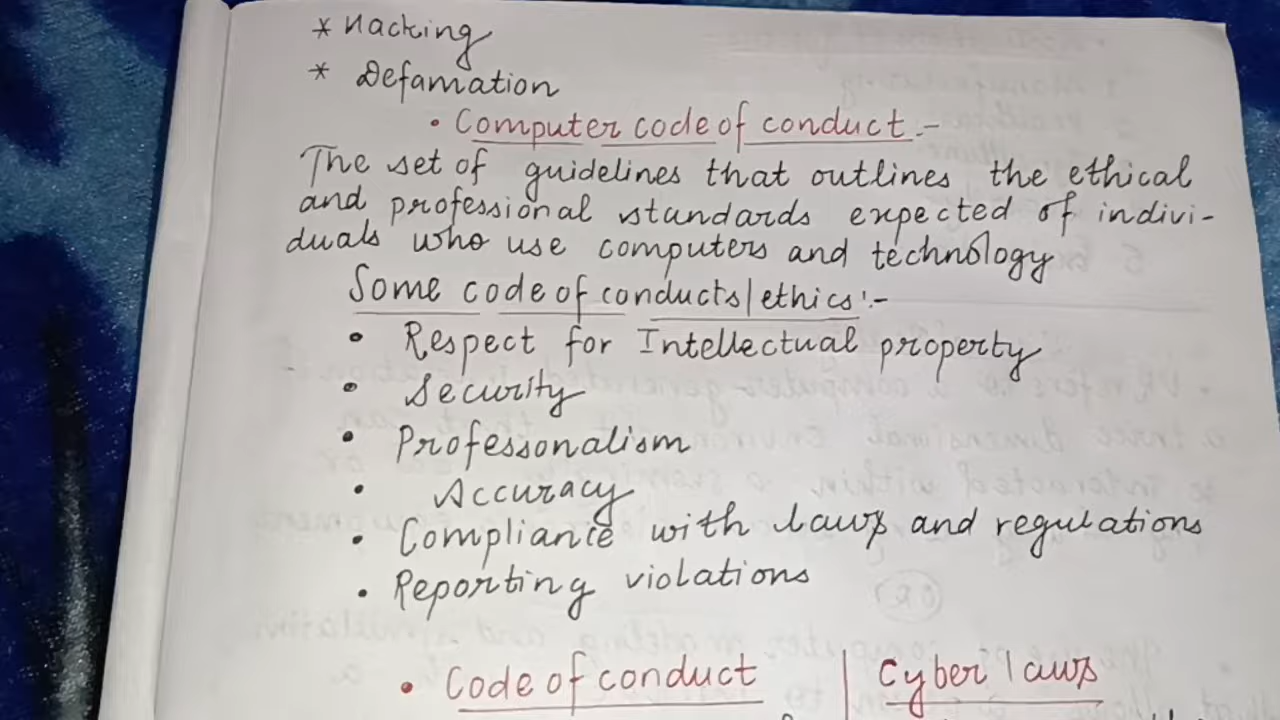 * Hacking
* Defamation
• Computer code of conduct :-
The set of guidelines that outlines the ethical
and professional standards expected of indivi-
duals who use computers and technology
Some code of conducts/ethics :-
• Respect for Intellectual property
• Security
• Professonalism
• Accuracy
• Compliance with laws and regulations
• Reporting violations
• Code of conduct | Cyber laws